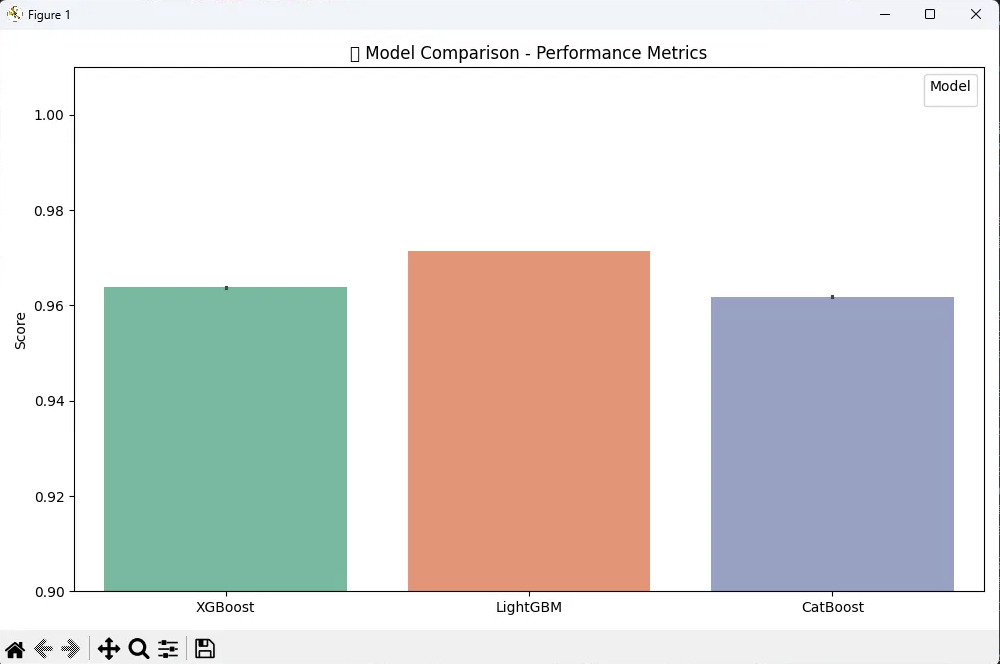 Figure 1
Model Comparison - Performance Metrics
Model
1.00
0.98
0.96
0.94
0.92
0.90
Score
XGBoost
LightGBM
CatBoost